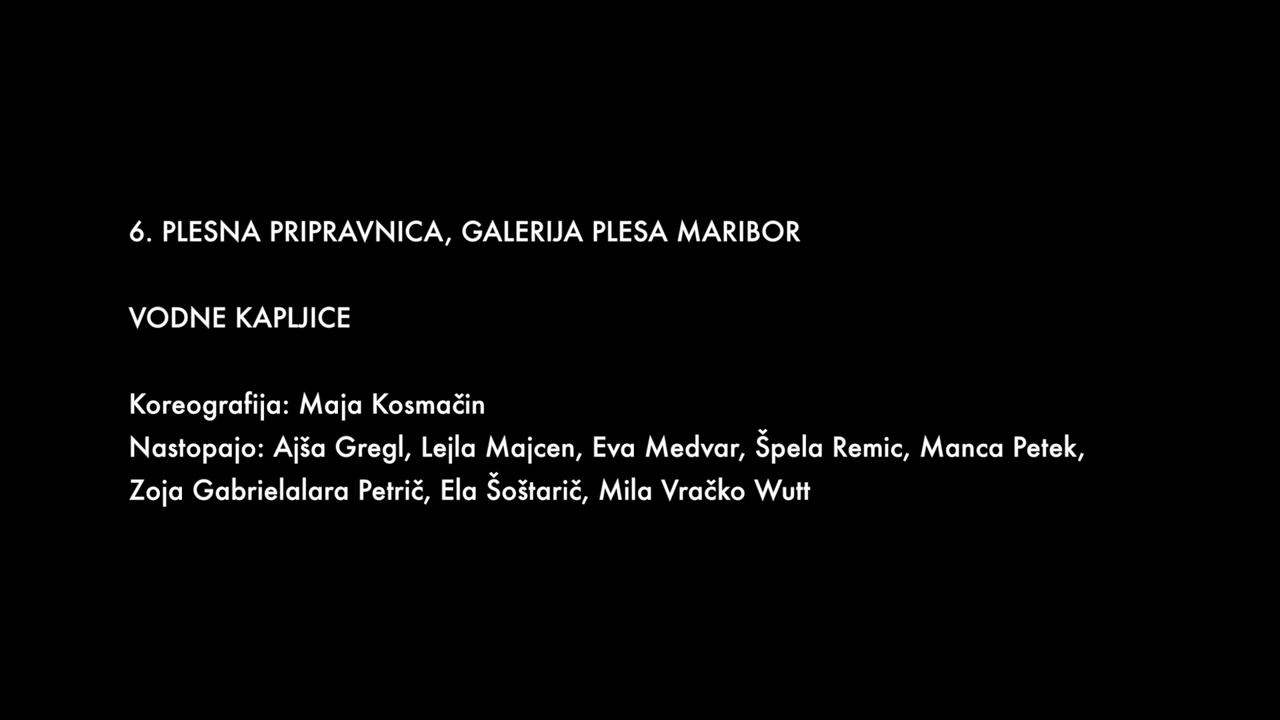 6. PLESNA PRIPRAVNICA, GALERIJA PLESA MARIBOR
VODNE KAPLJICE
Koreografija: Maja Kosmačin
Nastopajo: Ajša Gregl, Lejla Majcen, Eva Medvar, Špela Remic, Manca Petek,
Zoja Gabrielalara Petrič, Ela Šoštarič, Mila Vračko Wutt